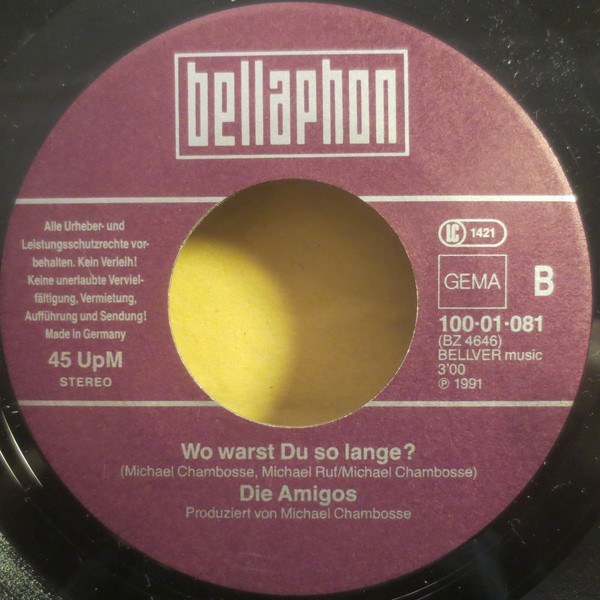 bellaphon
Alle Urheber- und
Leistungsschutzrechte vor-
behalten. Kein Verleih!
Keine unerlaubte Verviel-
fältigung, Vermietung,
Aufführung und Sendung!
Made in Germany
45 UpM
STEREO
LC 1421
GEMA
B
100·01·081
(BZ 4646)
BELLVER music
3'00
℗ 1991
Wo warst Du so lange?
(Michael Chambosse, Michael Ruf/Michael Chambosse)
Die Amigos
Produziert von Michael Chambosse